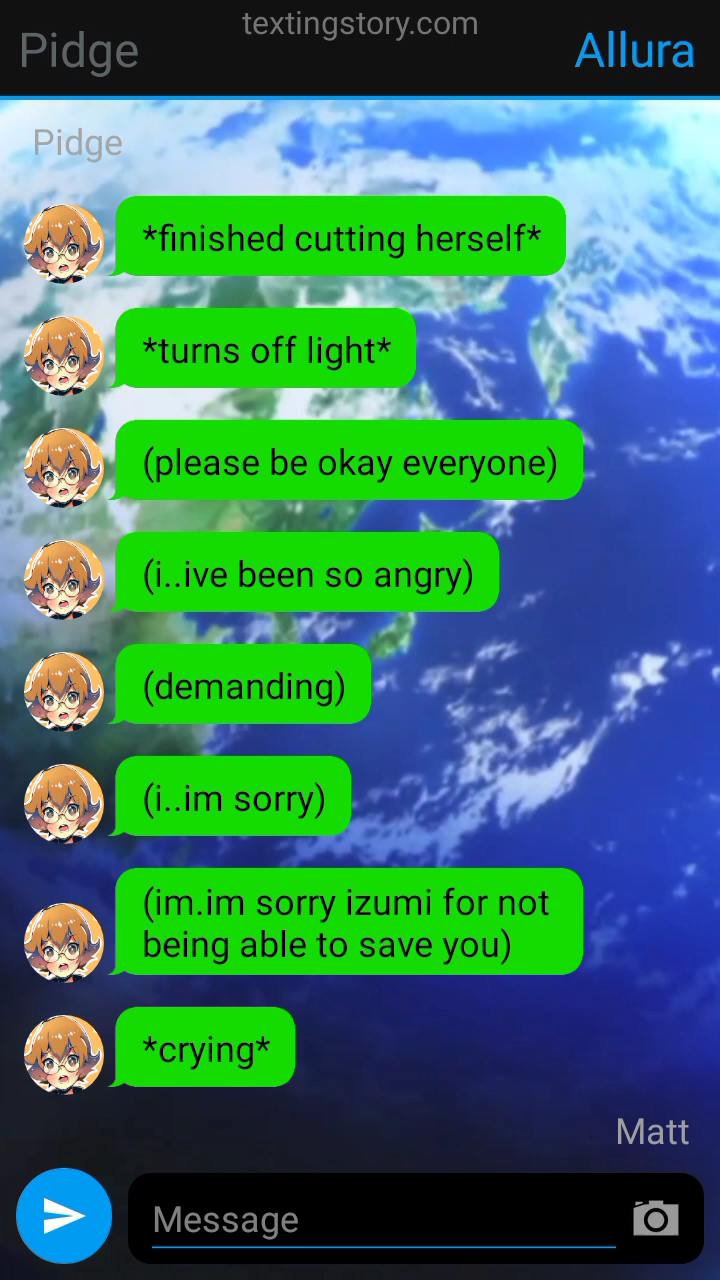 textingstory.com
Pidge
Allura
Pidge
*finished cutting herself*
*turns off light*
(please be okay everyone)
(i..ive been so angry)
(demanding)
(i..im sorry)
(im.im sorry izumi for not
being able to save you)
*crying*
Matt
Message